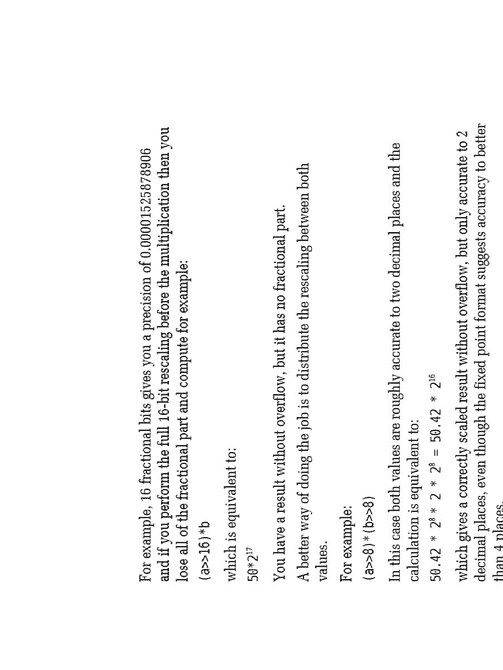 For example, 16 fractional bits gives you a precision of 0.00001525878906
and if you perform the full 16-bit rescaling before the multiplication then you
lose all of the fractional part and compute for example:
(a>>16)*b
which is equivalent to:
50*2¹⁷
You have a result without overflow, but it has no fractional part.
A better way of doing the job is to distribute the rescaling between both
values.
For example:
(a>>8)*(b>>8)
In this case both values are roughly accurate to two decimal places and the
calculation is equivalent to:
50.42 * 2⁸ * 2 * 2⁸ = 50.42 * 2¹⁶
which gives a correctly scaled result without overflow, but only accurate to 2
decimal places, even though the fixed point format suggests accuracy to better
than 4 places.